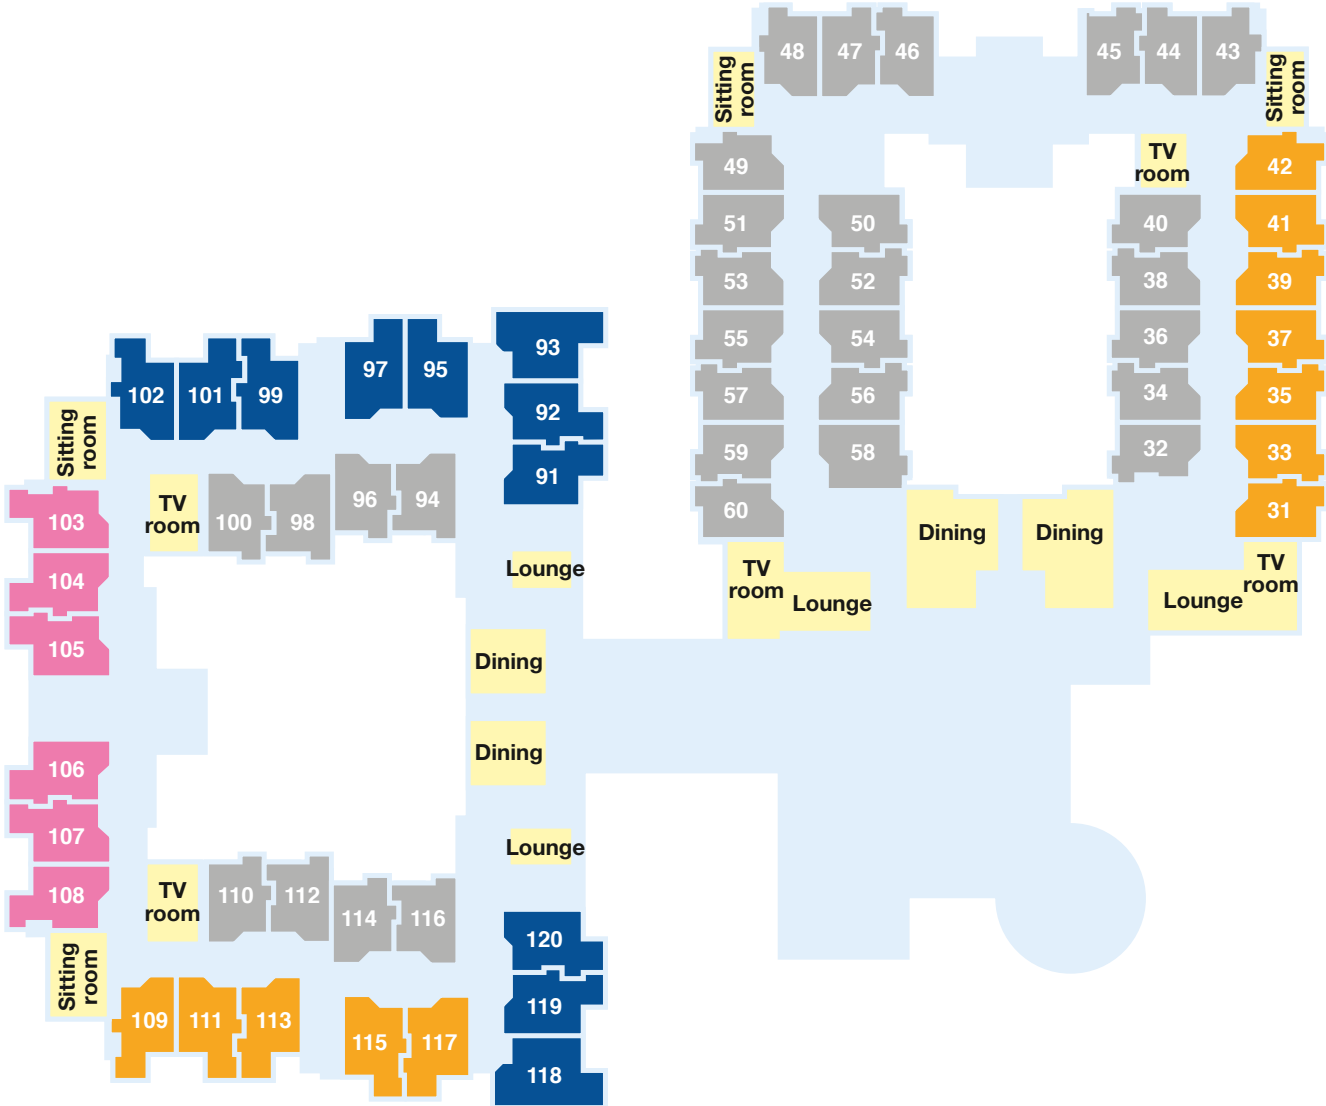 48
47
46
45
44
43
Sitting
room
Sitting
room
49
TV
room
42
51
50
40
41
53
52
38
39
55
54
36
37
57
56
34
35
59
58
32
33
60
31
Dining
Dining
TV
room
Lounge
Lounge
TV
room
93
97
95
102
101
99
92
91
Sitting
room
TV
room
100
98
96
94
103
104
105
Lounge
Dining
Dining
Lounge
106
107
108
TV
room
110
112
114
116
Sitting
room
109
111
113
115
117
120
119
118